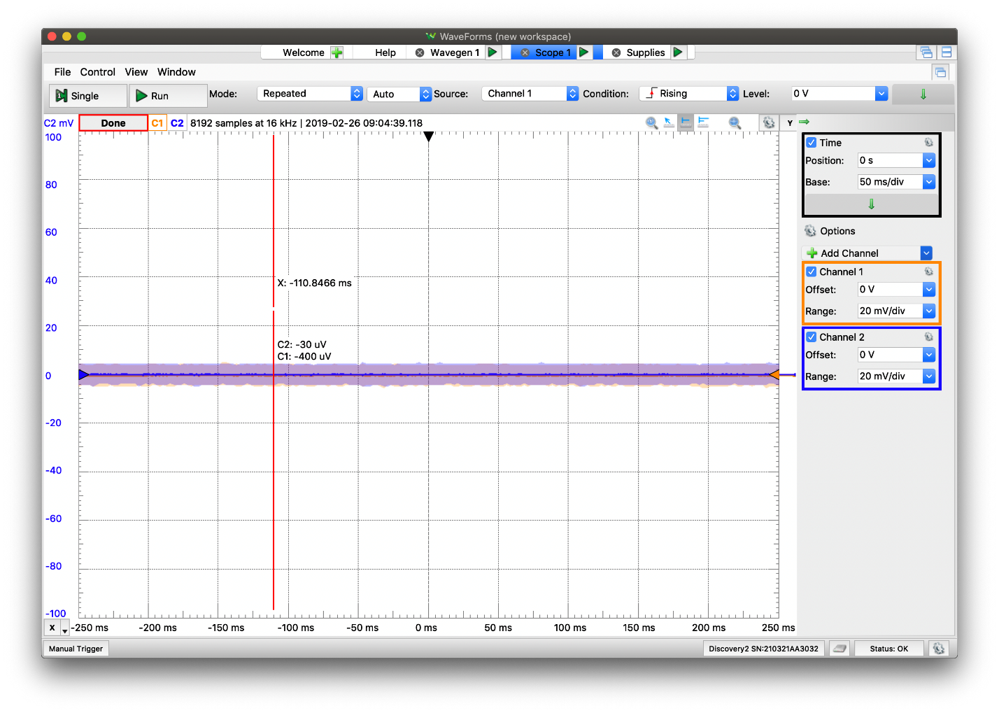 WaveForms (new workspace)
Welcome Help Wavegen 1 Scope 1 Supplies
File Control View Window
Single Run Mode: Repeated Auto Source: Channel 1 Condition: Rising Level: 0 V
C2 mV Done C1 C2 8192 samples at 16 kHz | 2019-02-26 09:04:39.118 Y
100
80
60
40
20
0
-20
-40
-60
-80
-100
X: -110.8466 ms
C2: -30 uV
C1: -400 uV
X -250 ms -200 ms -150 ms -100 ms -50 ms 0 ms 50 ms 100 ms 150 ms 200 ms 250 ms
Time
Position: 0 s
Base: 50 ms/div
Options
Add Channel
Channel 1
Offset: 0 V
Range: 20 mV/div
Channel 2
Offset: 0 V
Range: 20 mV/div
Manual Trigger Discovery2 SN:210321AA3032 Status: OK